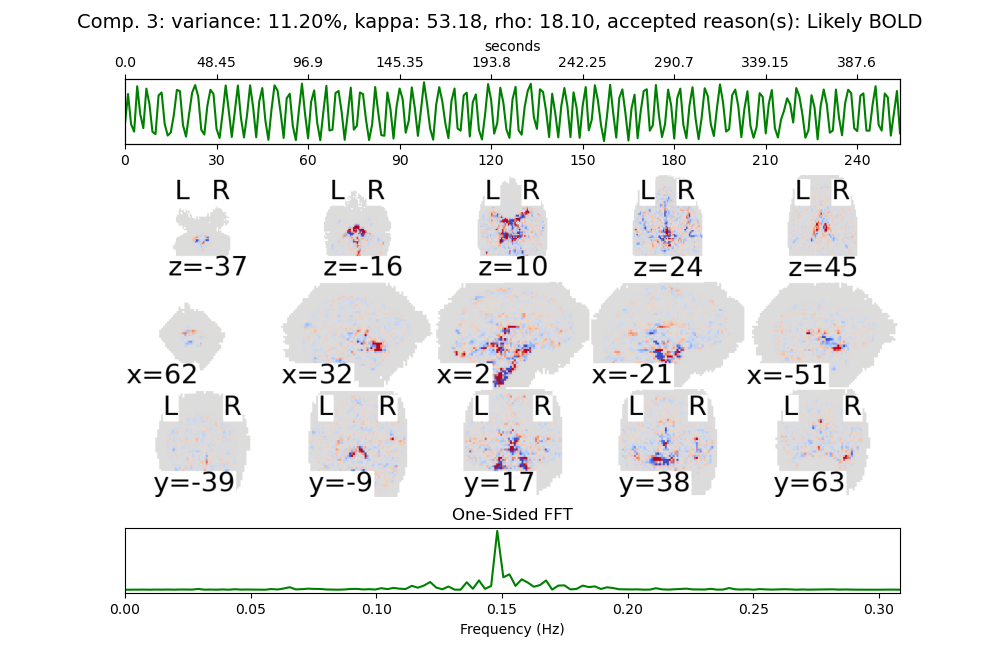 Comp. 3: variance: 11.20%, kappa: 53.18, rho: 18.10, accepted reason(s): Likely BOLD
seconds
0.0 48.45 96.9 145.35 193.8 242.25 290.7 339.15 387.6
0 30 60 90 120 150 180 210 240
L R L R L R L R L R
z=-37 z=-16 z=10 z=24 z=45
x=62 x=32 x=2 x=-21 x=-51
L R L R L R L R L R
y=-39 y=-9 y=17 y=38 y=63
One-Sided FFT
0.00 0.05 0.10 0.15 0.20 0.25 0.30
Frequency (Hz)